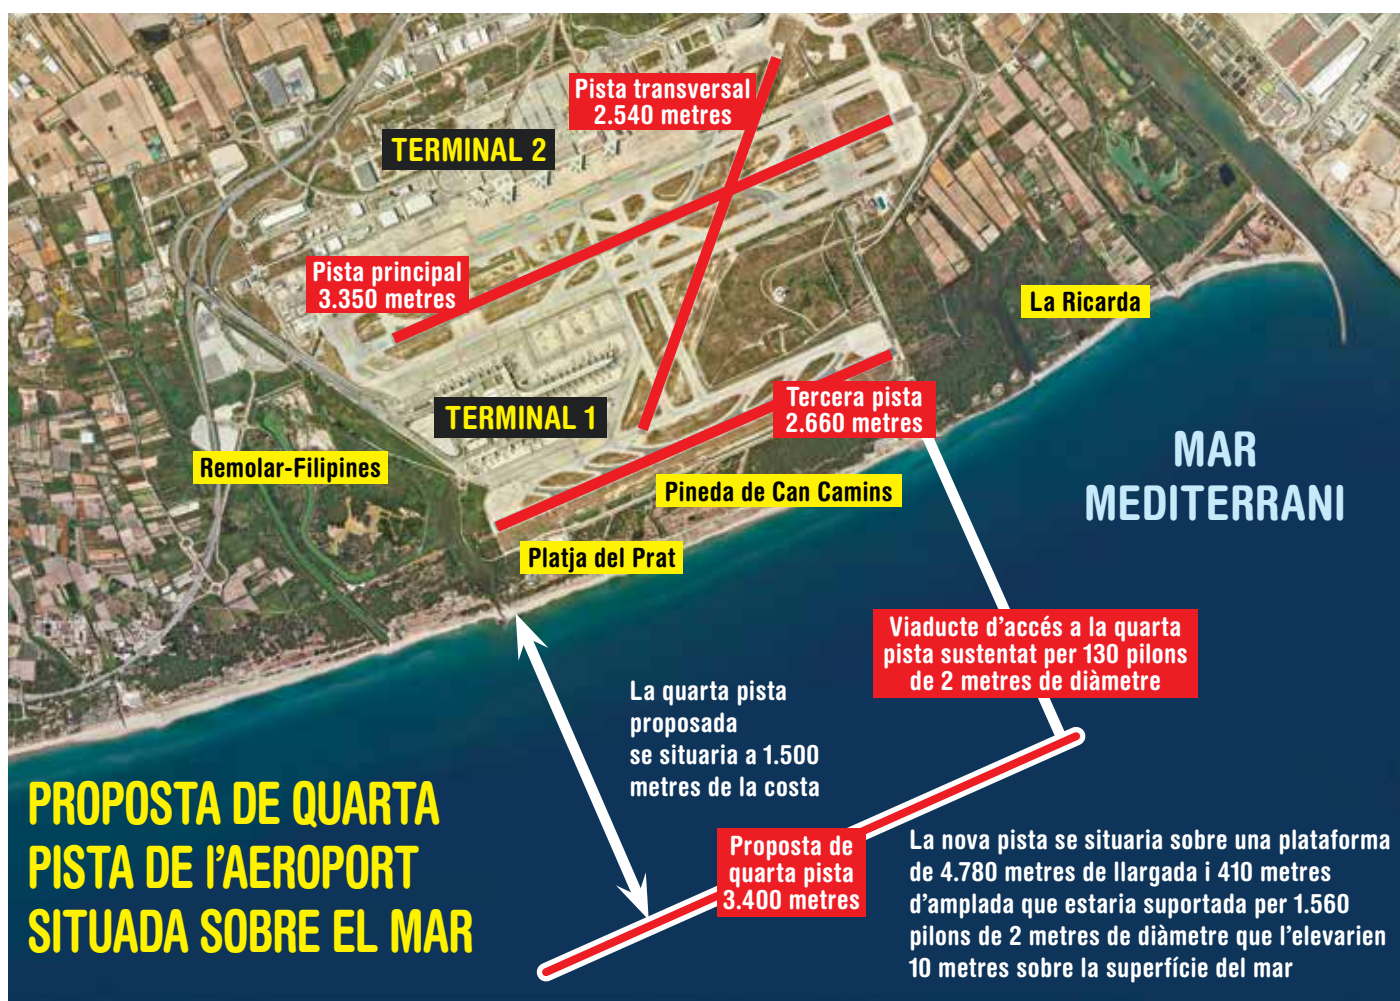 Pista transversal
2.540 metres
TERMINAL 2
Pista principal
3.350 metres
La Ricarda
TERMINAL 1
Tercera pista
2.660 metres
Remolar-Filipines
Pineda de Can Camins
MAR
MEDITERRANI
Platja del Prat
Viaducte d'accés a la quarta
pista sustentat per 130 pilons
de 2 metres de diàmetre
La quarta pista
proposada
se situaria a 1.500
metres de la costa
PROPOSTA DE QUARTA
PISTA DE l'AEROPORT
SITUADA SOBRE EL MAR
Proposta de
quarta pista
3.400 metres
La nova pista se situaria sobre una plataforma
de 4.780 metres de llargada i 410 metres
d'amplada que estaria suportada per 1.560
pilons de 2 metres de diàmetre que l'elevarien
10 metres sobre la superfície del mar